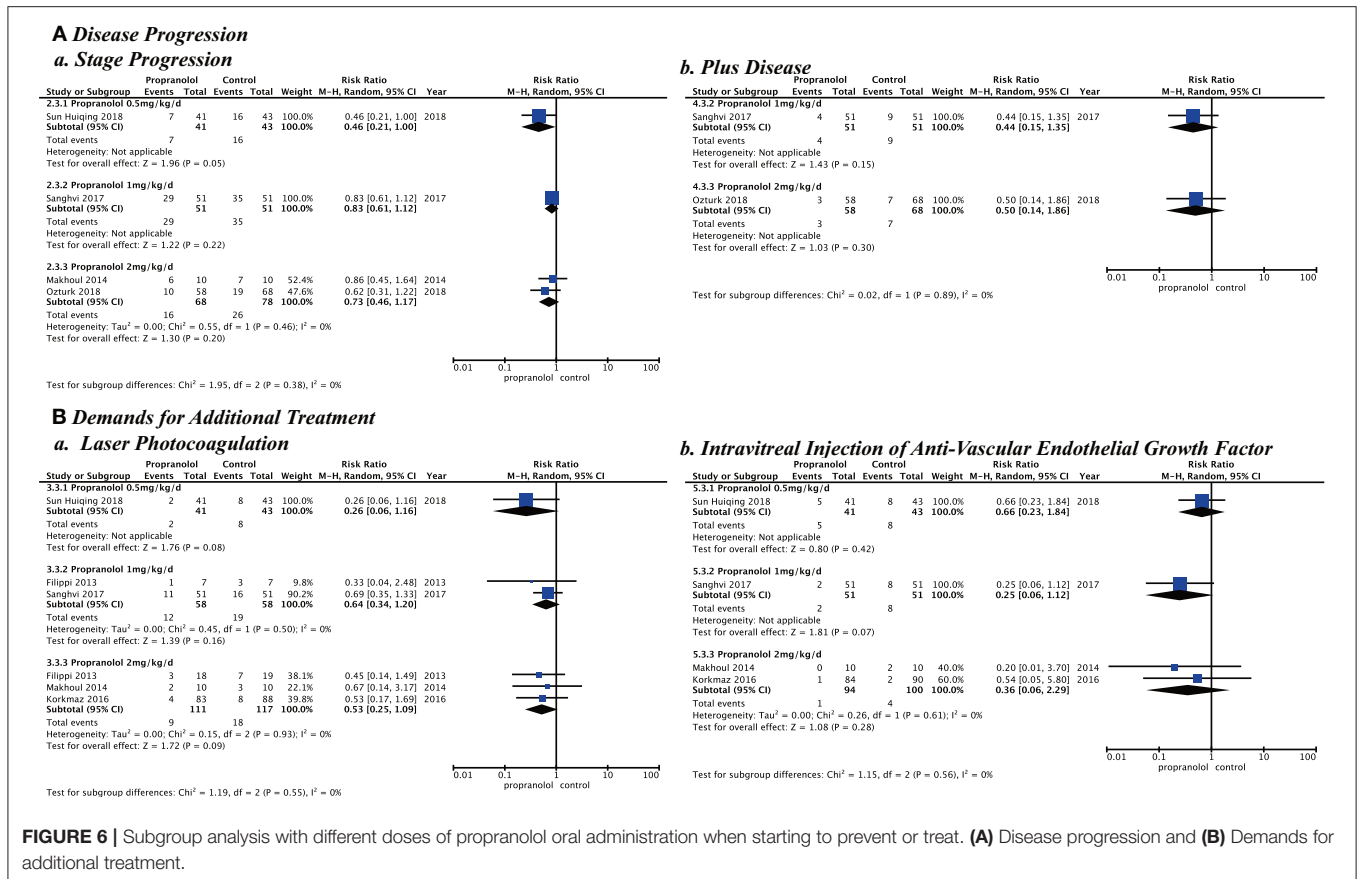 A Disease Progression
a. Stage Progression
Propranolol Control Risk Ratio Risk Ratio
Study or Subgroup Events Total Events Total Weight M-H, Random, 95% CI Year M-H, Random, 95% CI
2.3.1 Propranolol 0.5mg/kg/d
Sun Huiqing 2018 7 41 16 43 100.0% 0.46 [0.21, 1.00] 2018
Subtotal (95% CI) 41 43 100.0% 0.46 [0.21, 1.00]
Total events 7 16
Heterogeneity: Not applicable
Test for overall effect: Z = 1.96 (P = 0.05)
2.3.2 Propranolol 1mg/kg/d
Sanghvi 2017 29 51 35 51 100.0% 0.83 [0.61, 1.12] 2017
Subtotal (95% CI) 51 51 100.0% 0.83 [0.61, 1.12]
Total events 29 35
Heterogeneity: Not applicable
Test for overall effect: Z = 1.22 (P = 0.22)
2.3.3 Propranolol 2mg/kg/d
Makhoul 2014 6 10 7 10 52.4% 0.86 [0.45, 1.64] 2014
Ozturk 2018 10 58 19 68 47.6% 0.62 [0.31, 1.22] 2018
Subtotal (95% CI) 68 78 100.0% 0.73 [0.46, 1.17]
Total events 16 26
Heterogeneity: Tau² = 0.00; Chi² = 0.55, df = 1 (P = 0.46); I² = 0%
Test for overall effect: Z = 1.30 (P = 0.20)
0.01 0.1 1 10 100
propranolol control
Test for subgroup differences: Chi² = 1.95, df = 2 (P = 0.38), I² = 0%
b. Plus Disease
Propranolol Control Risk Ratio Risk Ratio
Study or Subgroup Events Total Events Total Weight M-H, Random, 95% CI Year M-H, Random, 95% CI
4.3.2 Propranolol 1mg/kg/d
Sanghvi 2017 4 51 9 51 100.0% 0.44 [0.15, 1.35] 2017
Subtotal (95% CI) 51 51 100.0% 0.44 [0.15, 1.35]
Total events 4 9
Heterogeneity: Not applicable
Test for overall effect: Z = 1.43 (P = 0.15)
4.3.3 Propranolol 2mg/kg/d
Ozturk 2018 3 58 7 68 100.0% 0.50 [0.14, 1.86] 2018
Subtotal (95% CI) 58 68 100.0% 0.50 [0.14, 1.86]
Total events 3 7
Heterogeneity: Not applicable
Test for overall effect: Z = 1.03 (P = 0.30)
0.01 0.1 1 10 100
propranolol control
Test for subgroup differences: Chi² = 0.02, df = 1 (P = 0.89), I² = 0%
B Demands for Additional Treatment
a. Laser Photocoagulation
Propranolol Control Risk Ratio Risk Ratio
Study or Subgroup Events Total Events Total Weight M-H, Random, 95% CI Year M-H, Random, 95% CI
3.3.1 Propranolol 0.5mg/kg/d
Sun Huiqing 2018 2 41 8 43 100.0% 0.26 [0.06, 1.16] 2018
Subtotal (95% CI) 41 43 100.0% 0.26 [0.06, 1.16]
Total events 2 8
Heterogeneity: Not applicable
Test for overall effect: Z = 1.76 (P = 0.08)
3.3.2 Propranolol 1mg/kg/d
Filippi 2013 1 7 3 7 9.8% 0.33 [0.04, 2.48] 2013
Sanghvi 2017 11 51 16 51 90.2% 0.69 [0.35, 1.33] 2017
Subtotal (95% CI) 58 58 100.0% 0.64 [0.34, 1.20]
Total events 12 19
Heterogeneity: Tau² = 0.00; Chi² = 0.45, df = 1 (P = 0.50); I² = 0%
Test for overall effect: Z = 1.39 (P = 0.16)
3.3.3 Propranolol 2mg/kg/d
Filippi 2013 3 18 7 19 38.1% 0.45 [0.14, 1.49] 2013
Makhoul 2014 2 10 3 10 22.1% 0.67 [0.14, 3.17] 2014
Korkmaz 2016 4 83 8 88 39.8% 0.53 [0.17, 1.69] 2016
Subtotal (95% CI) 111 117 100.0% 0.53 [0.25, 1.09]
Total events 9 18
Heterogeneity: Tau² = 0.00; Chi² = 0.15, df = 2 (P = 0.93); I² = 0%
Test for overall effect: Z = 1.72 (P = 0.09)
0.01 0.1 1 10 100
propranolol control
Test for subgroup differences: Chi² = 1.19, df = 2 (P = 0.55), I² = 0%
b. Intravitreal Injection of Anti-Vascular Endothelial Growth Factor
Propranolol Control Risk Ratio Risk Ratio
Study or Subgroup Events Total Events Total Weight M-H, Random, 95% CI Year M-H, Random, 95% CI
5.3.1 Propranolol 0.5mg/kg/d
Sun Huiqing 2018 5 41 8 43 100.0% 0.66 [0.23, 1.84] 2018
Subtotal (95% CI) 41 43 100.0% 0.66 [0.23, 1.84]
Total events 5 8
Heterogeneity: Not applicable
Test for overall effect: Z = 0.80 (P = 0.42)
5.3.2 Propranolol 1mg/kg/d
Sanghvi 2017 2 51 8 51 100.0% 0.25 [0.06, 1.12] 2017
Subtotal (95% CI) 51 51 100.0% 0.25 [0.06, 1.12]
Total events 2 8
Heterogeneity: Not applicable
Test for overall effect: Z = 1.81 (P = 0.07)
5.3.3 Propranolol 2mg/kg/d
Makhoul 2014 0 10 2 10 40.0% 0.20 [0.01, 3.70] 2014
Korkmaz 2016 1 84 2 90 60.0% 0.54 [0.05, 5.80] 2016
Subtotal (95% CI) 94 100 100.0% 0.36 [0.06, 2.29]
Total events 1 4
Heterogeneity: Tau² = 0.00; Chi² = 0.26, df = 1 (P = 0.61); I² = 0%
Test for overall effect: Z = 1.08 (P = 0.28)
0.01 0.1 1 10 100
propranolol control
Test for subgroup differences: Chi² = 1.15, df = 2 (P = 0.56), I² = 0%
FIGURE 6 | Subgroup analysis with different doses of propranolol oral administration when starting to prevent or treat. (A) Disease progression and (B) Demands for
additional treatment.